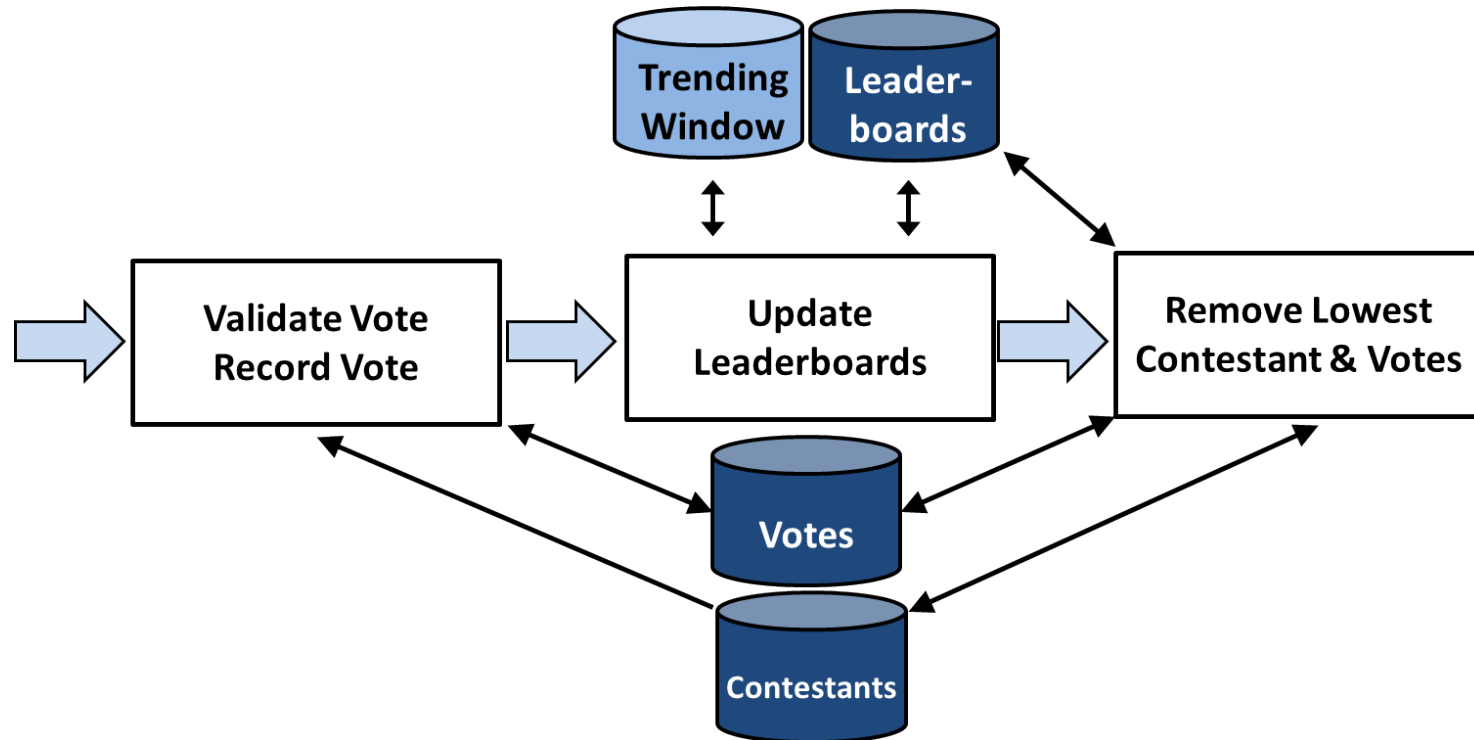 Trending
Window
Leader-
boards
Validate Vote
Record Vote
Update
Leaderboards
Remove Lowest
Contestant & Votes
Votes
Contestants